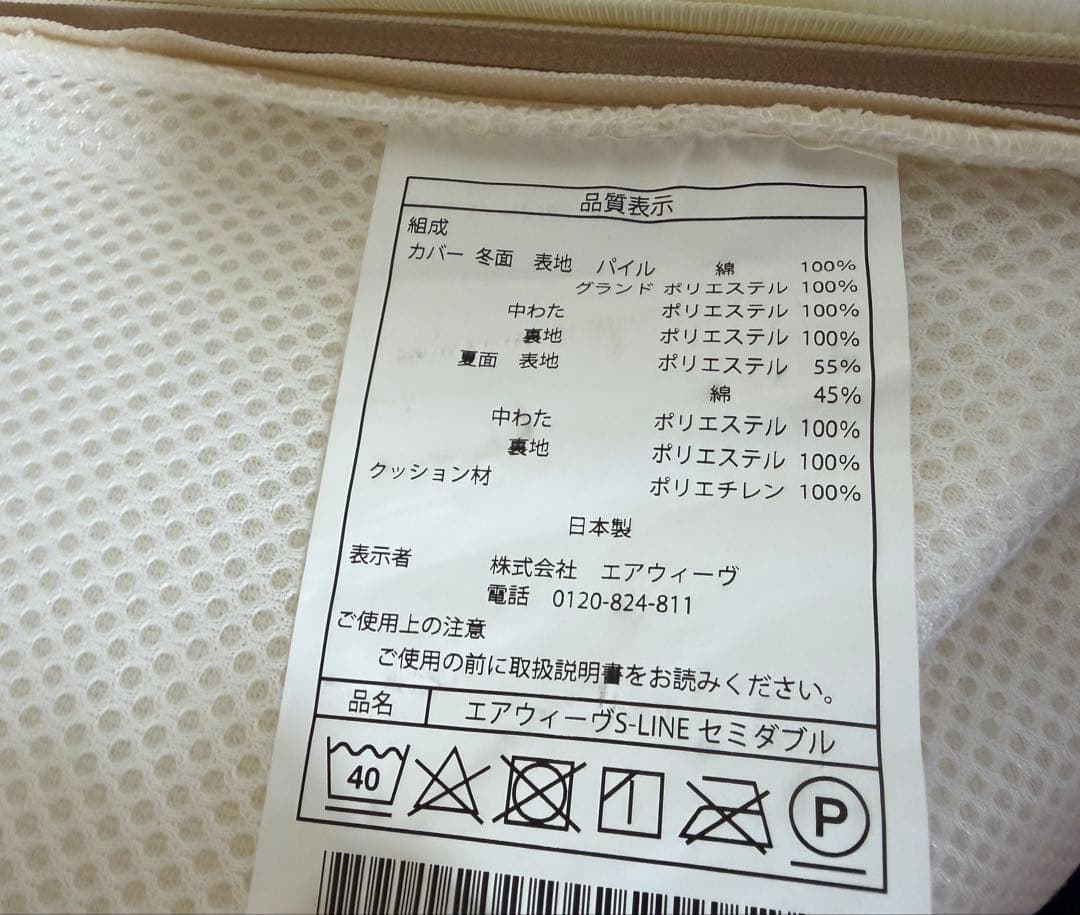 品質表示
組成
カバー 冬面 表地 パイル 綿 100%
グランド ポリエステル 100%
中わた ポリエステル 100%
裏地 ポリエステル 100%
夏面 表地 ポリエステル 55%
綿 45%
中わた ポリエステル 100%
裏地 ポリエステル 100%
クッション材 ポリエチレン 100%
日本製
表示者 株式会社 エアウィーヴ
電話 0120-824-811
ご使用上の注意
ご使用の前に取扱説明書をお読みください。
品名 エアウィーヴS-LINE セミダブル
40 P